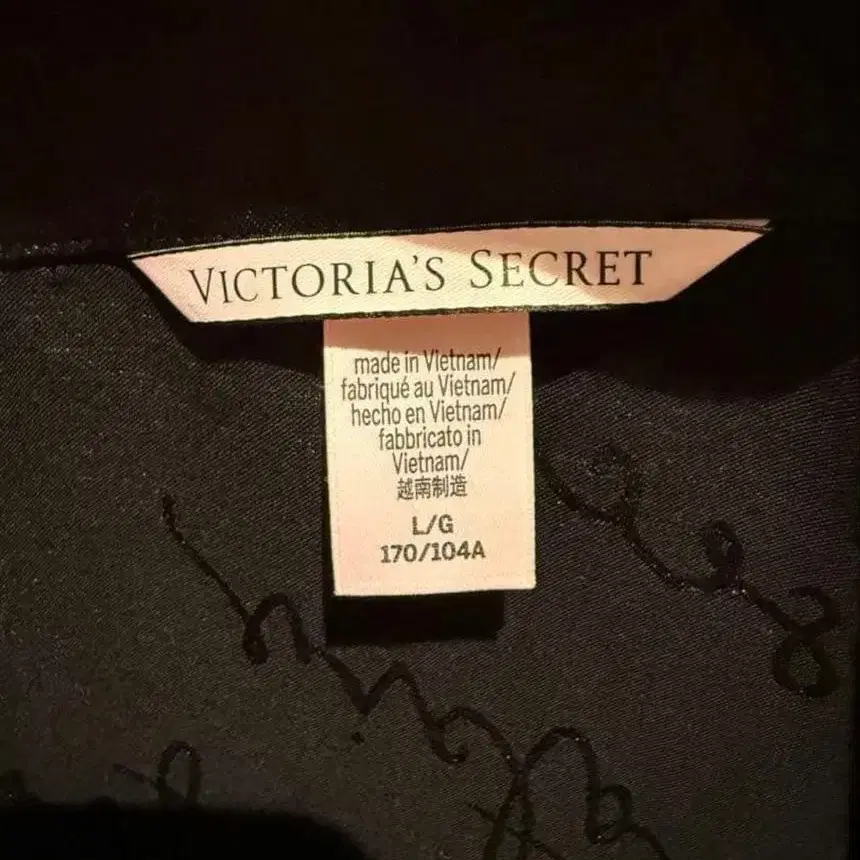 VICTORIA'S SECRET
made in Vietnam/
fabriqué au Vietnam/
hecho en Vietnam/
fabbricato in
Vietnam/
越南制造
L/G
170/104A